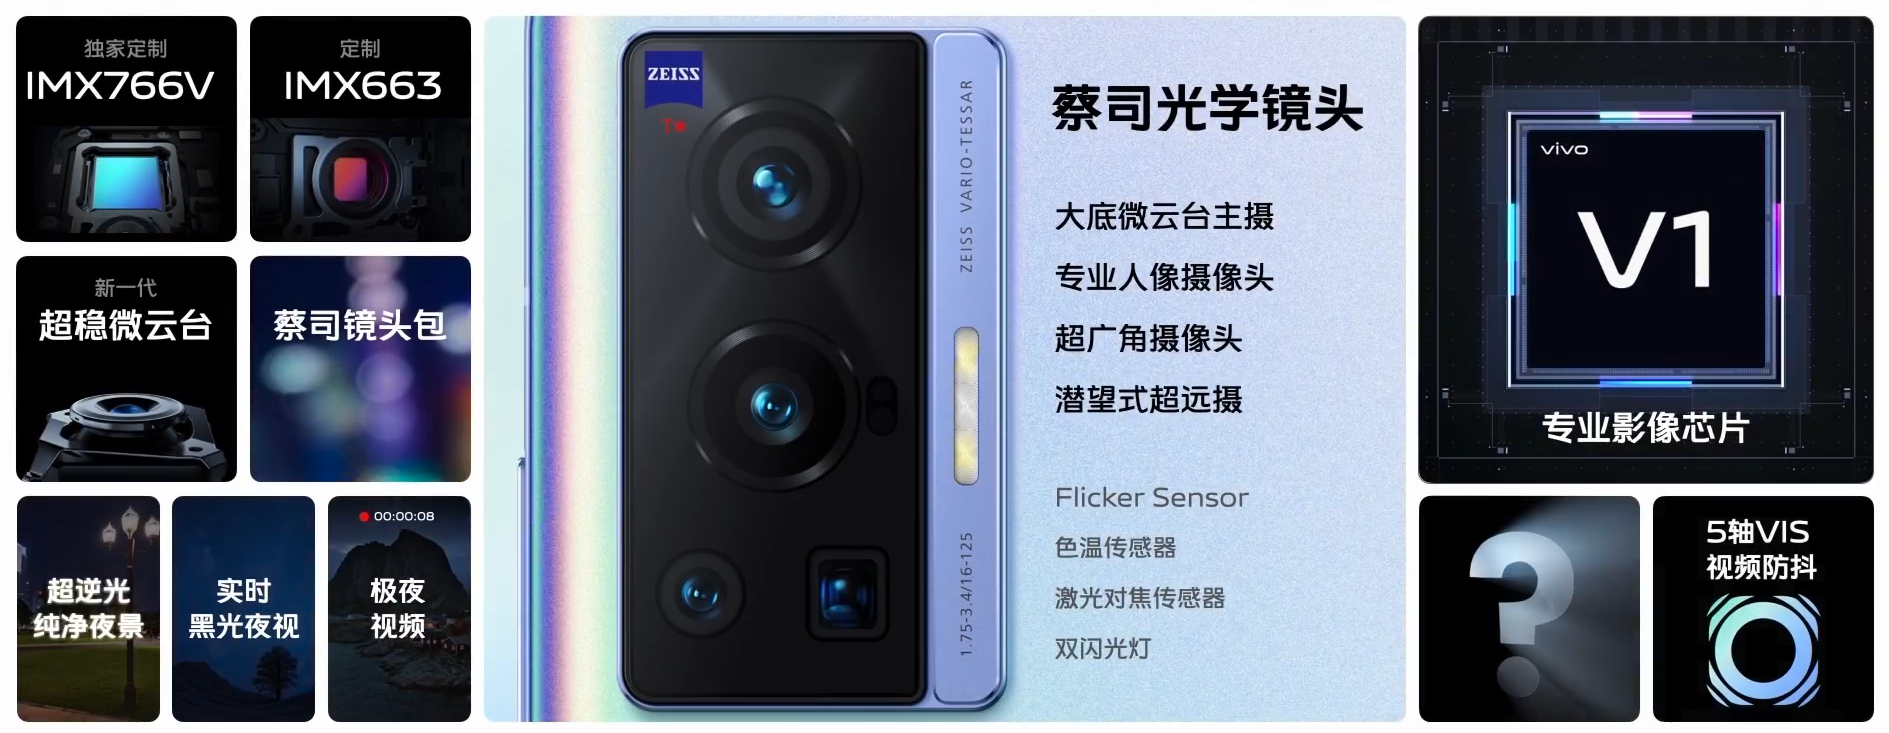 独家定制
IMX766V
定制
IMX663
新一代
超稳微云台
蔡司镜头包
超逆光
纯净夜景
实时
黑光夜视
00:00:08
极夜
视频
ZEISS
T*
ZEISS VARIO-TESSAR
1.75-3.4/16-125
蔡司光学镜头
大底微云台主摄
专业人像摄像头
超广角摄像头
潜望式超远摄
Flicker Sensor
色温传感器
激光对焦传感器
双闪光灯
vivo
V1
专业影像芯片
?
5轴VIS
视频防抖